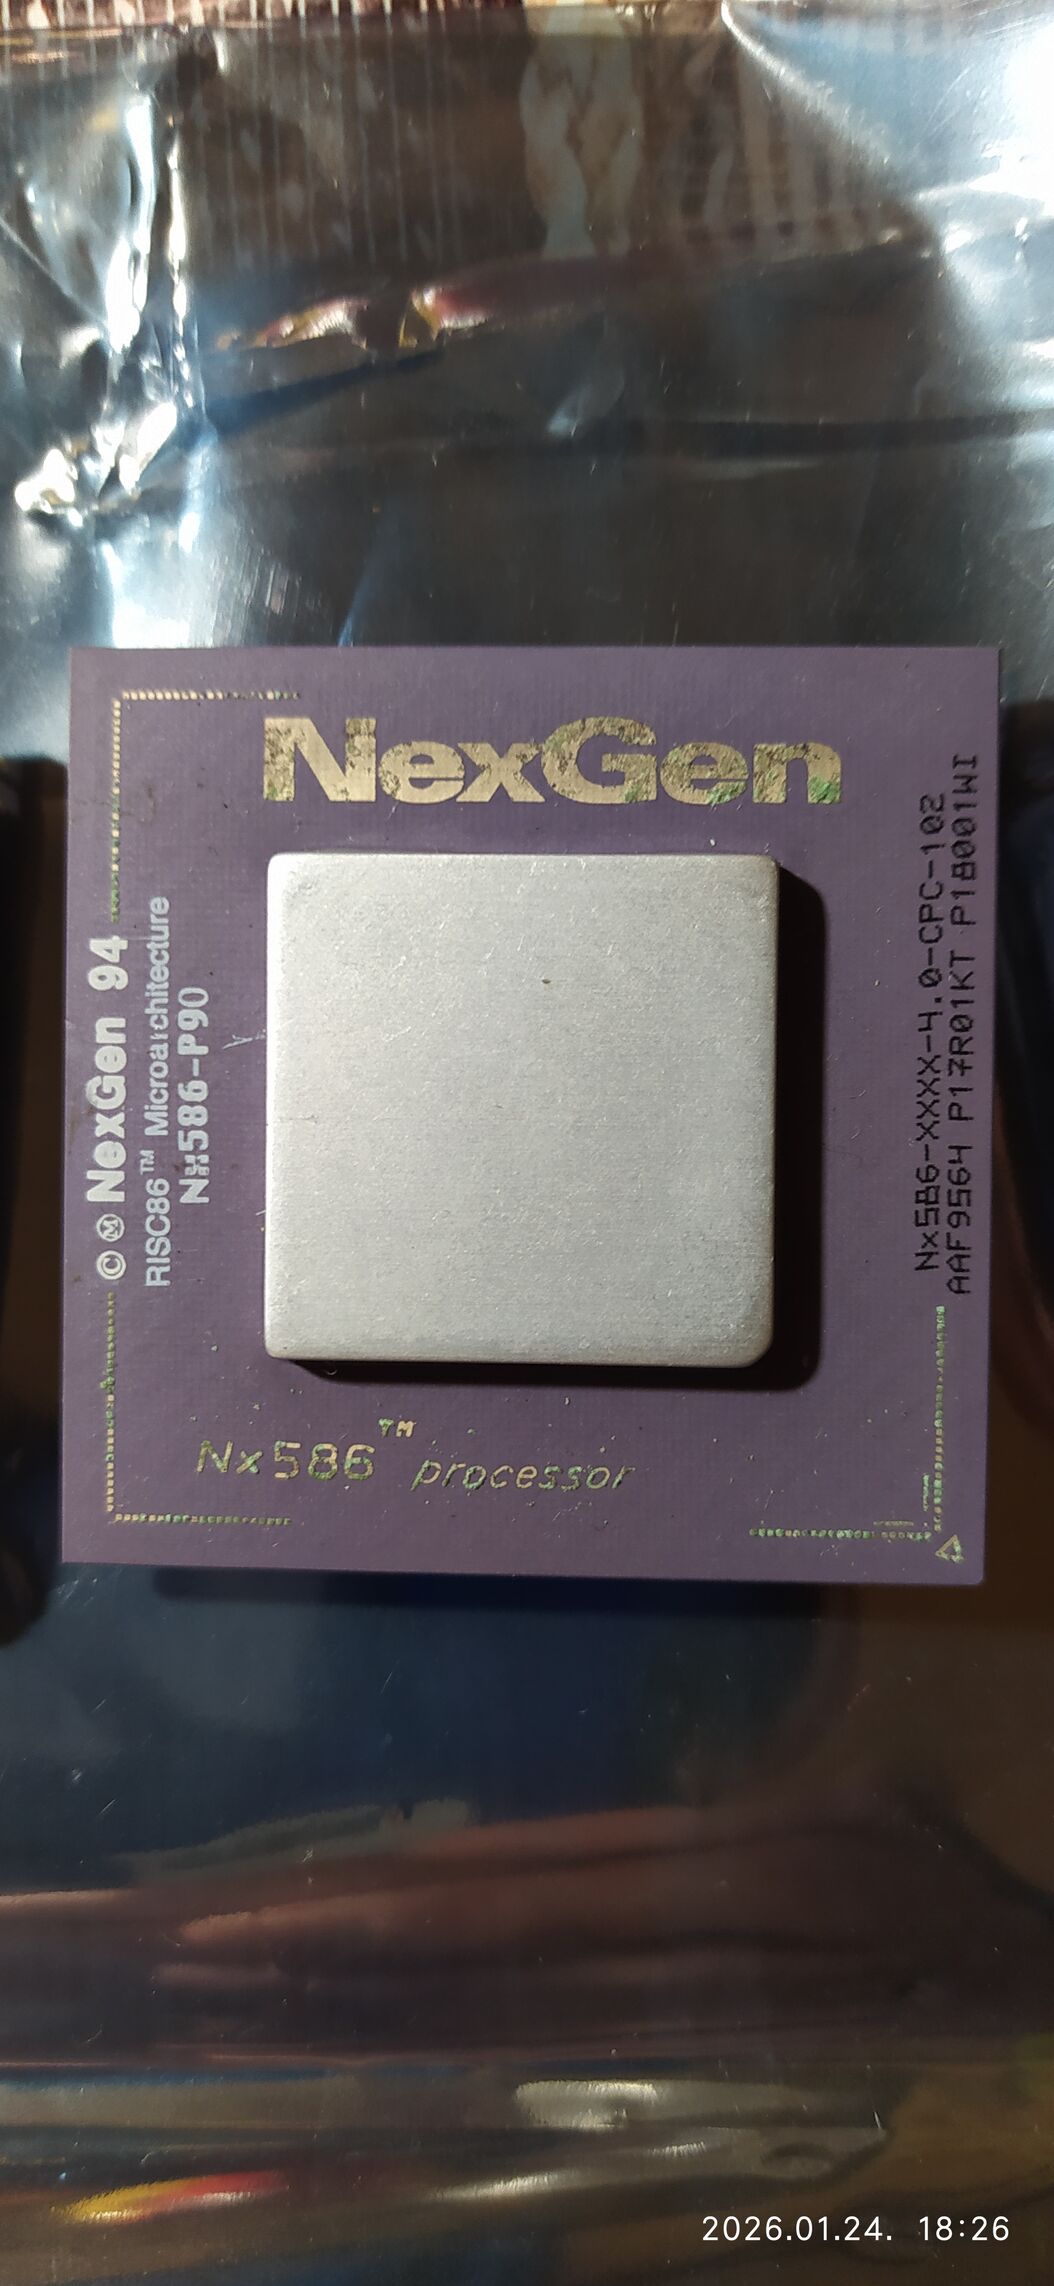 NexGen
© Ⓜ NexGen 94
RISC86™ Microarchitecture
Nx586-P90
Nx586-XXXX-4.0-CPC-102
AAF9564 P17R01KT P18001WI
Nx586™ processor
2026.01.24. 18:26